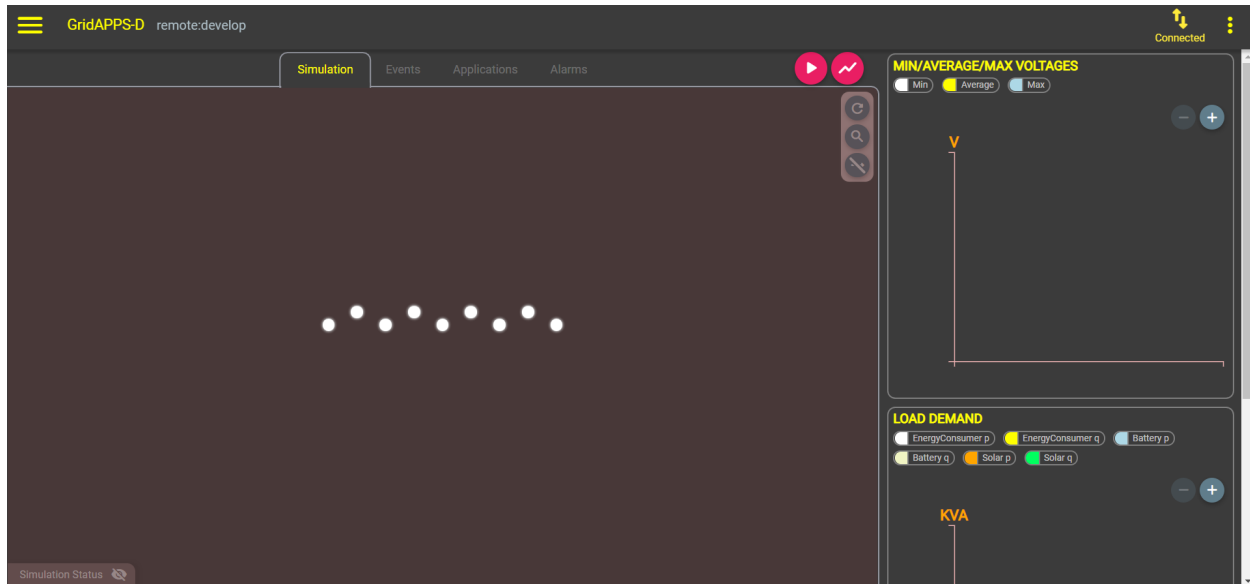 GridAPPS-D remote:develop
Connected
Simulation Events Applications Alarms
MIN/AVERAGE/MAX VOLTAGES
Min Average Max
V
LOAD DEMAND
EnergyConsumer p EnergyConsumer q Battery p
Battery q Solar p Solar q
KVA
Simulation Status